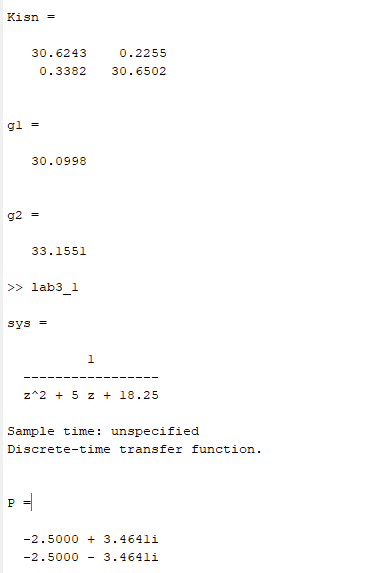 Kisn =
30.6243 0.2255
0.3382 30.6502
g1 =
30.0998
g2 =
33.1551
>> lab3_1
sys =
1
-----------------
z^2 + 5 z + 18.25
Sample time: unspecified
Discrete-time transfer function.
P =
-2.5000 + 3.4641i
-2.5000 - 3.4641i